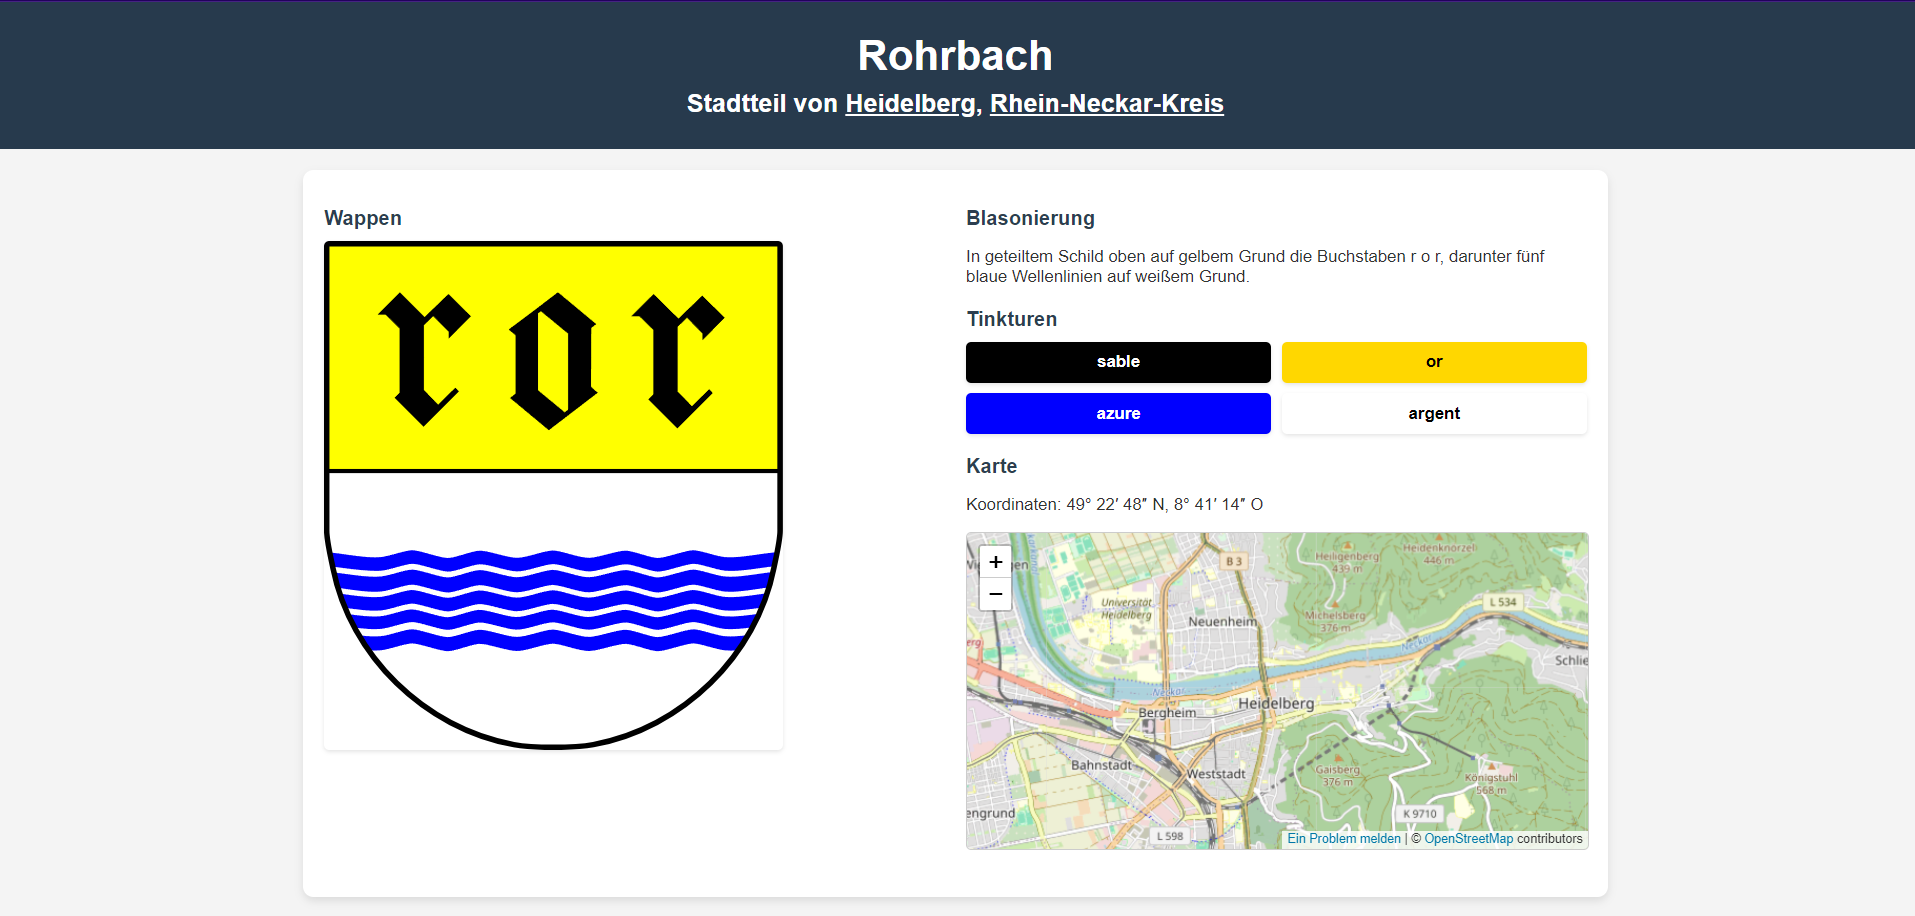 Rohrbach
Stadtteil von Heidelberg, Rhein-Neckar-Kreis
Wappen
r o r
Blasonierung
In geteiltem Schild oben auf gelbem Grund die Buchstaben r o r, darunter fünf
blaue Wellenlinien auf weißem Grund.
Tinkturen
sable
or
azure
argent
Karte
Koordinaten: 49° 22′ 48″ N, 8° 41′ 14″ O
+
−
B 3
Heiligenberg
439 m
Heidenknörzel
446 m
Universität
Heidelberg
Neuenheim
Michelsberg
376 m
L 534
Neckar
Schlie
Neckar
Bergheim
Heidelberg
Bahnstadt
Weststadt
Gaisberg
376 m
Königstuhl
568 m
engrund
K 9710
L 598
Ein Problem melden | © OpenStreetMap contributors